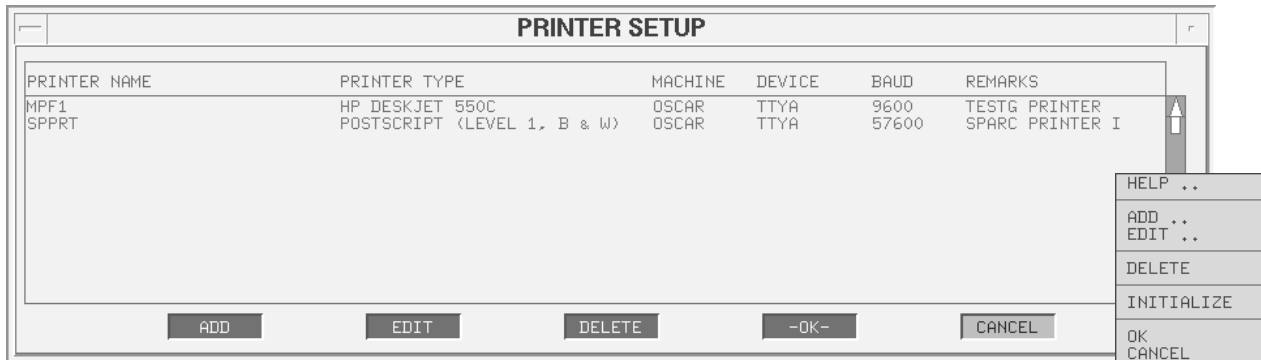 PRINTER SETUP
PRINTER NAME PRINTER TYPE MACHINE DEVICE BAUD REMARKS
MPF1 HP DESKJET 550C OSCAR TTYA 9600 TESTG PRINTER
SPPRT POSTSCRIPT (LEVEL 1, B & W) OSCAR TTYA 57600 SPARC PRINTER I
HELP ..
ADD ..
EDIT ..
DELETE
INITIALIZE
OK
CANCEL
ADD EDIT DELETE -OK- CANCEL